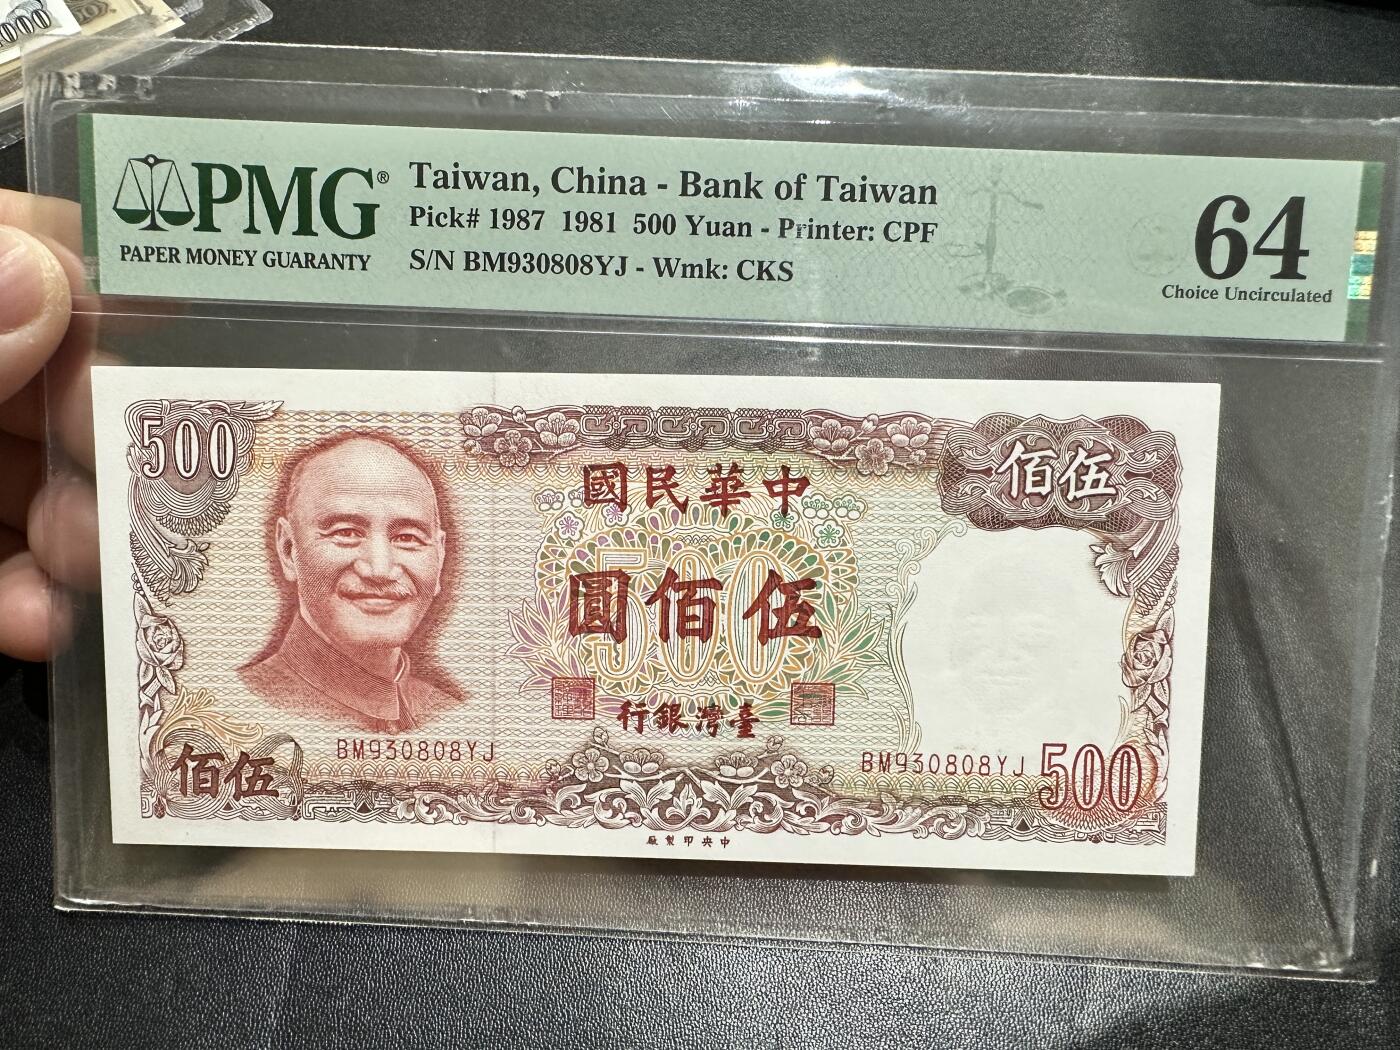 000
PMG®
PAPER MONEY GUARANTY
Taiwan, China - Bank of Taiwan
Pick# 1987 1981 500 Yuan - Printer: CPF
S/N BM930808YJ - Wmk: CKS
64
Choice Uncirculated
500
國民華中
佰伍
500
圓佰伍
行銀灣臺
BM930808YJ
BM930808YJ
佰伍
500
廠製印央中